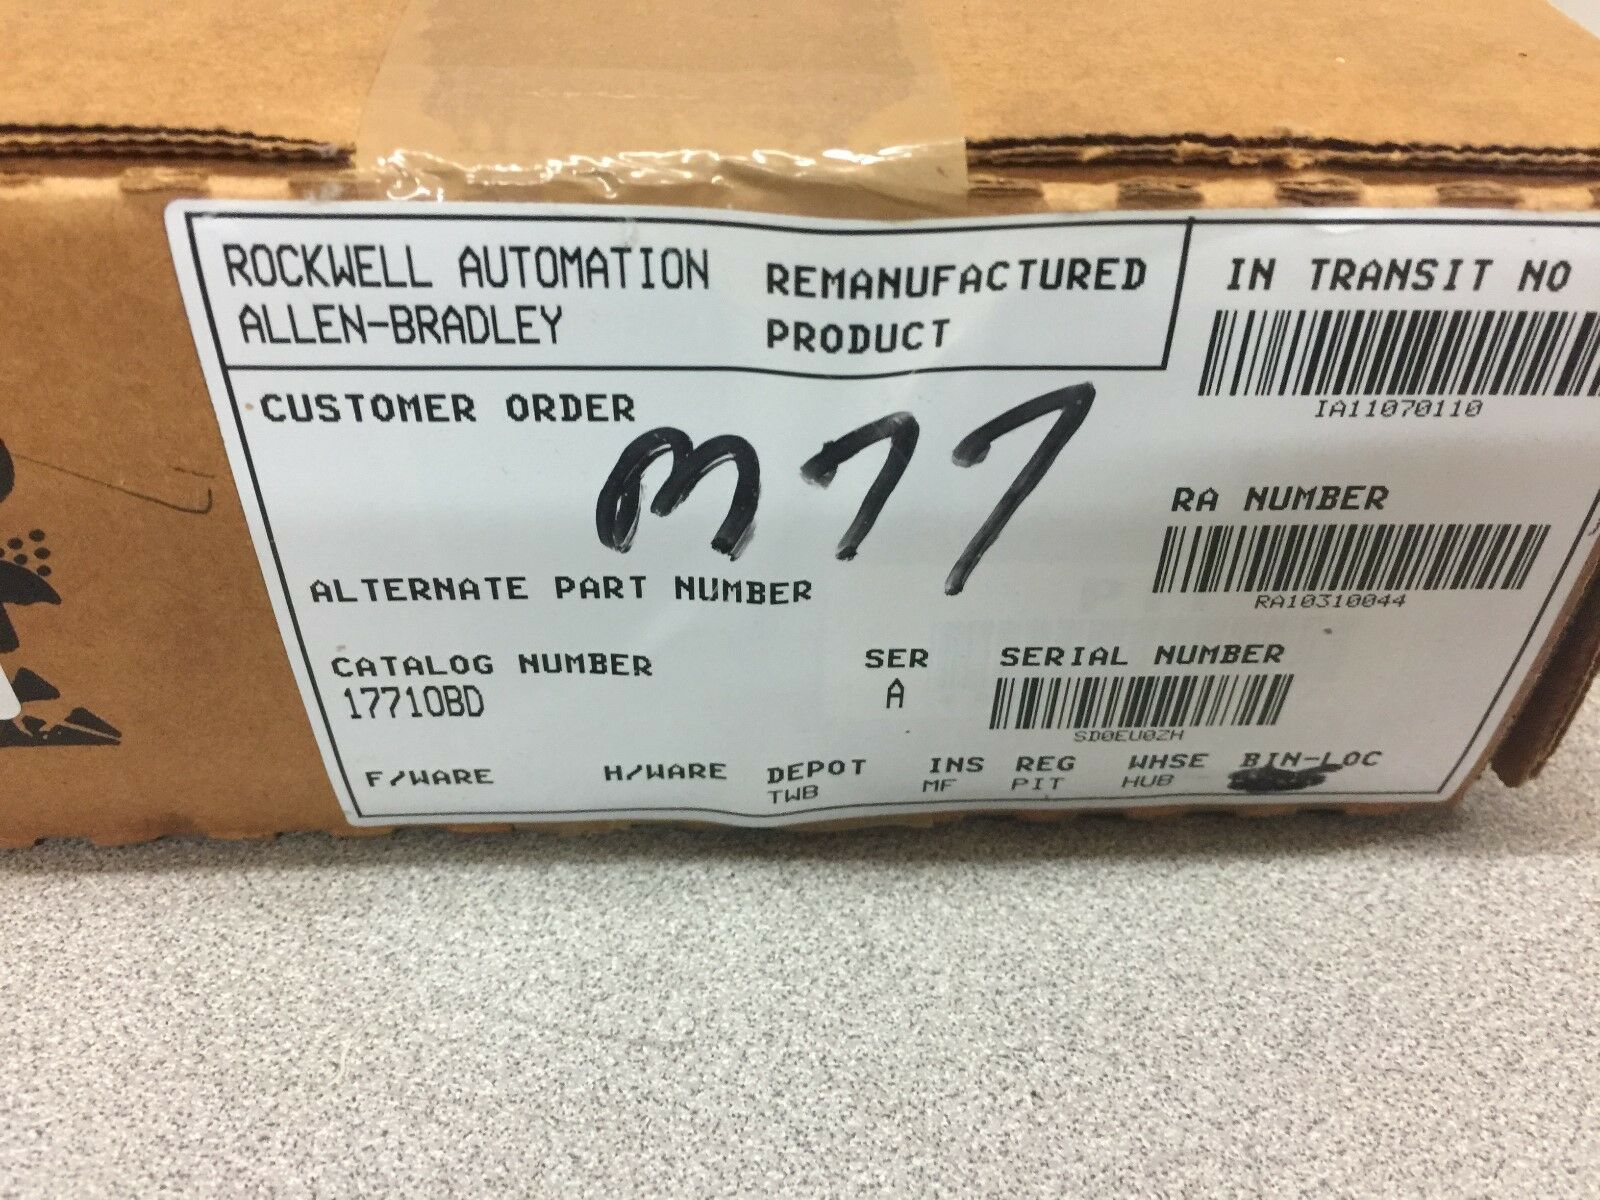 ROCKWELL AUTOMATION
ALLEN-BRADLEY
REMANUFACTURED
PRODUCT
IN TRANSIT NO
IA11070110
CUSTOMER ORDER
M77
RA NUMBER
RA10310044
ALTERNATE PART NUMBER
CATALOG NUMBER
1771OBD
SER
A
SERIAL NUMBER
SD0EU0ZH
F/WARE
H/WARE
DEPOT
TWB
INS
MF
REG
PIT
WHSE
HUB
BIN-LOC